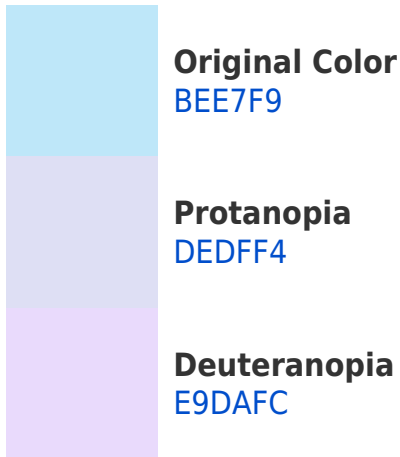 Original Color
BEE7F9
Protanopia
DEDFF4
Deuteranopia
E9DAFC